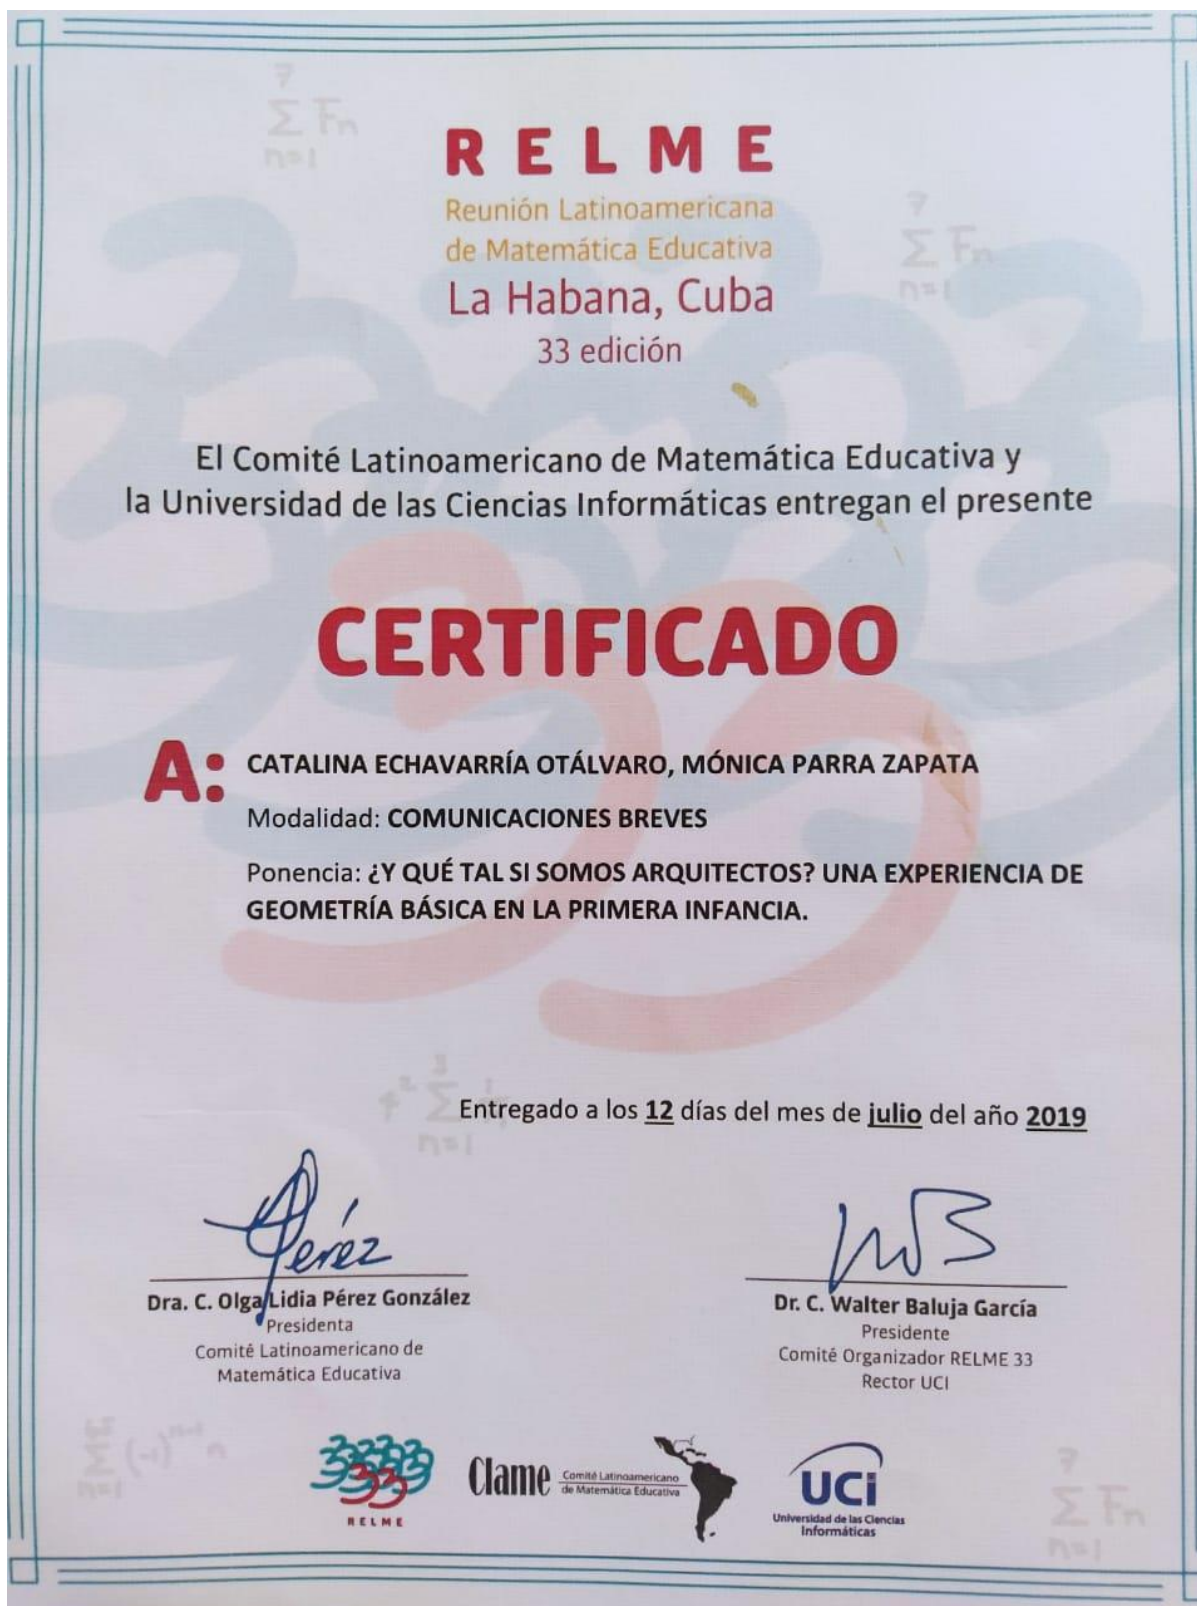 R E L M E
Reunión Latinoamericana
de Matemática Educativa
La Habana, Cuba
33 edición
El Comité Latinoamericano de Matemática Educativa y
la Universidad de las Ciencias Informáticas entregan el presente
CERTIFICADO
A: CATALINA ECHAVARRÍA OTÁLVARO, MÓNICA PARRA ZAPATA
Modalidad: COMUNICACIONES BREVES
Ponencia: ¿Y QUÉ TAL SI SOMOS ARQUITECTOS? UNA EXPERIENCIA DE
GEOMETRÍA BÁSICA EN LA PRIMERA INFANCIA.
Entregado a los 12 días del mes de julio del año 2019
Pérez
Dra. C. Olga Lidia Pérez González
Presidenta
Comité Latinoamericano de
Matemática Educativa
Dr. C. Walter Baluja García
Presidente
Comité Organizador RELME 33
Rector UCI
RELME
Clame
Comité Latinoamericano
de Matemática Educativa
UCi
Universidad de las Ciencias
Informáticas